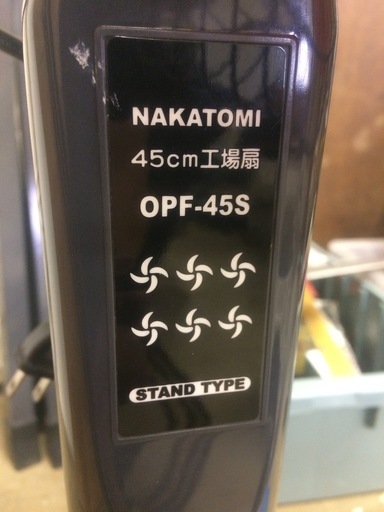 NAKATOMI
45cm工場扇
OPF-45S
STAND TYPE